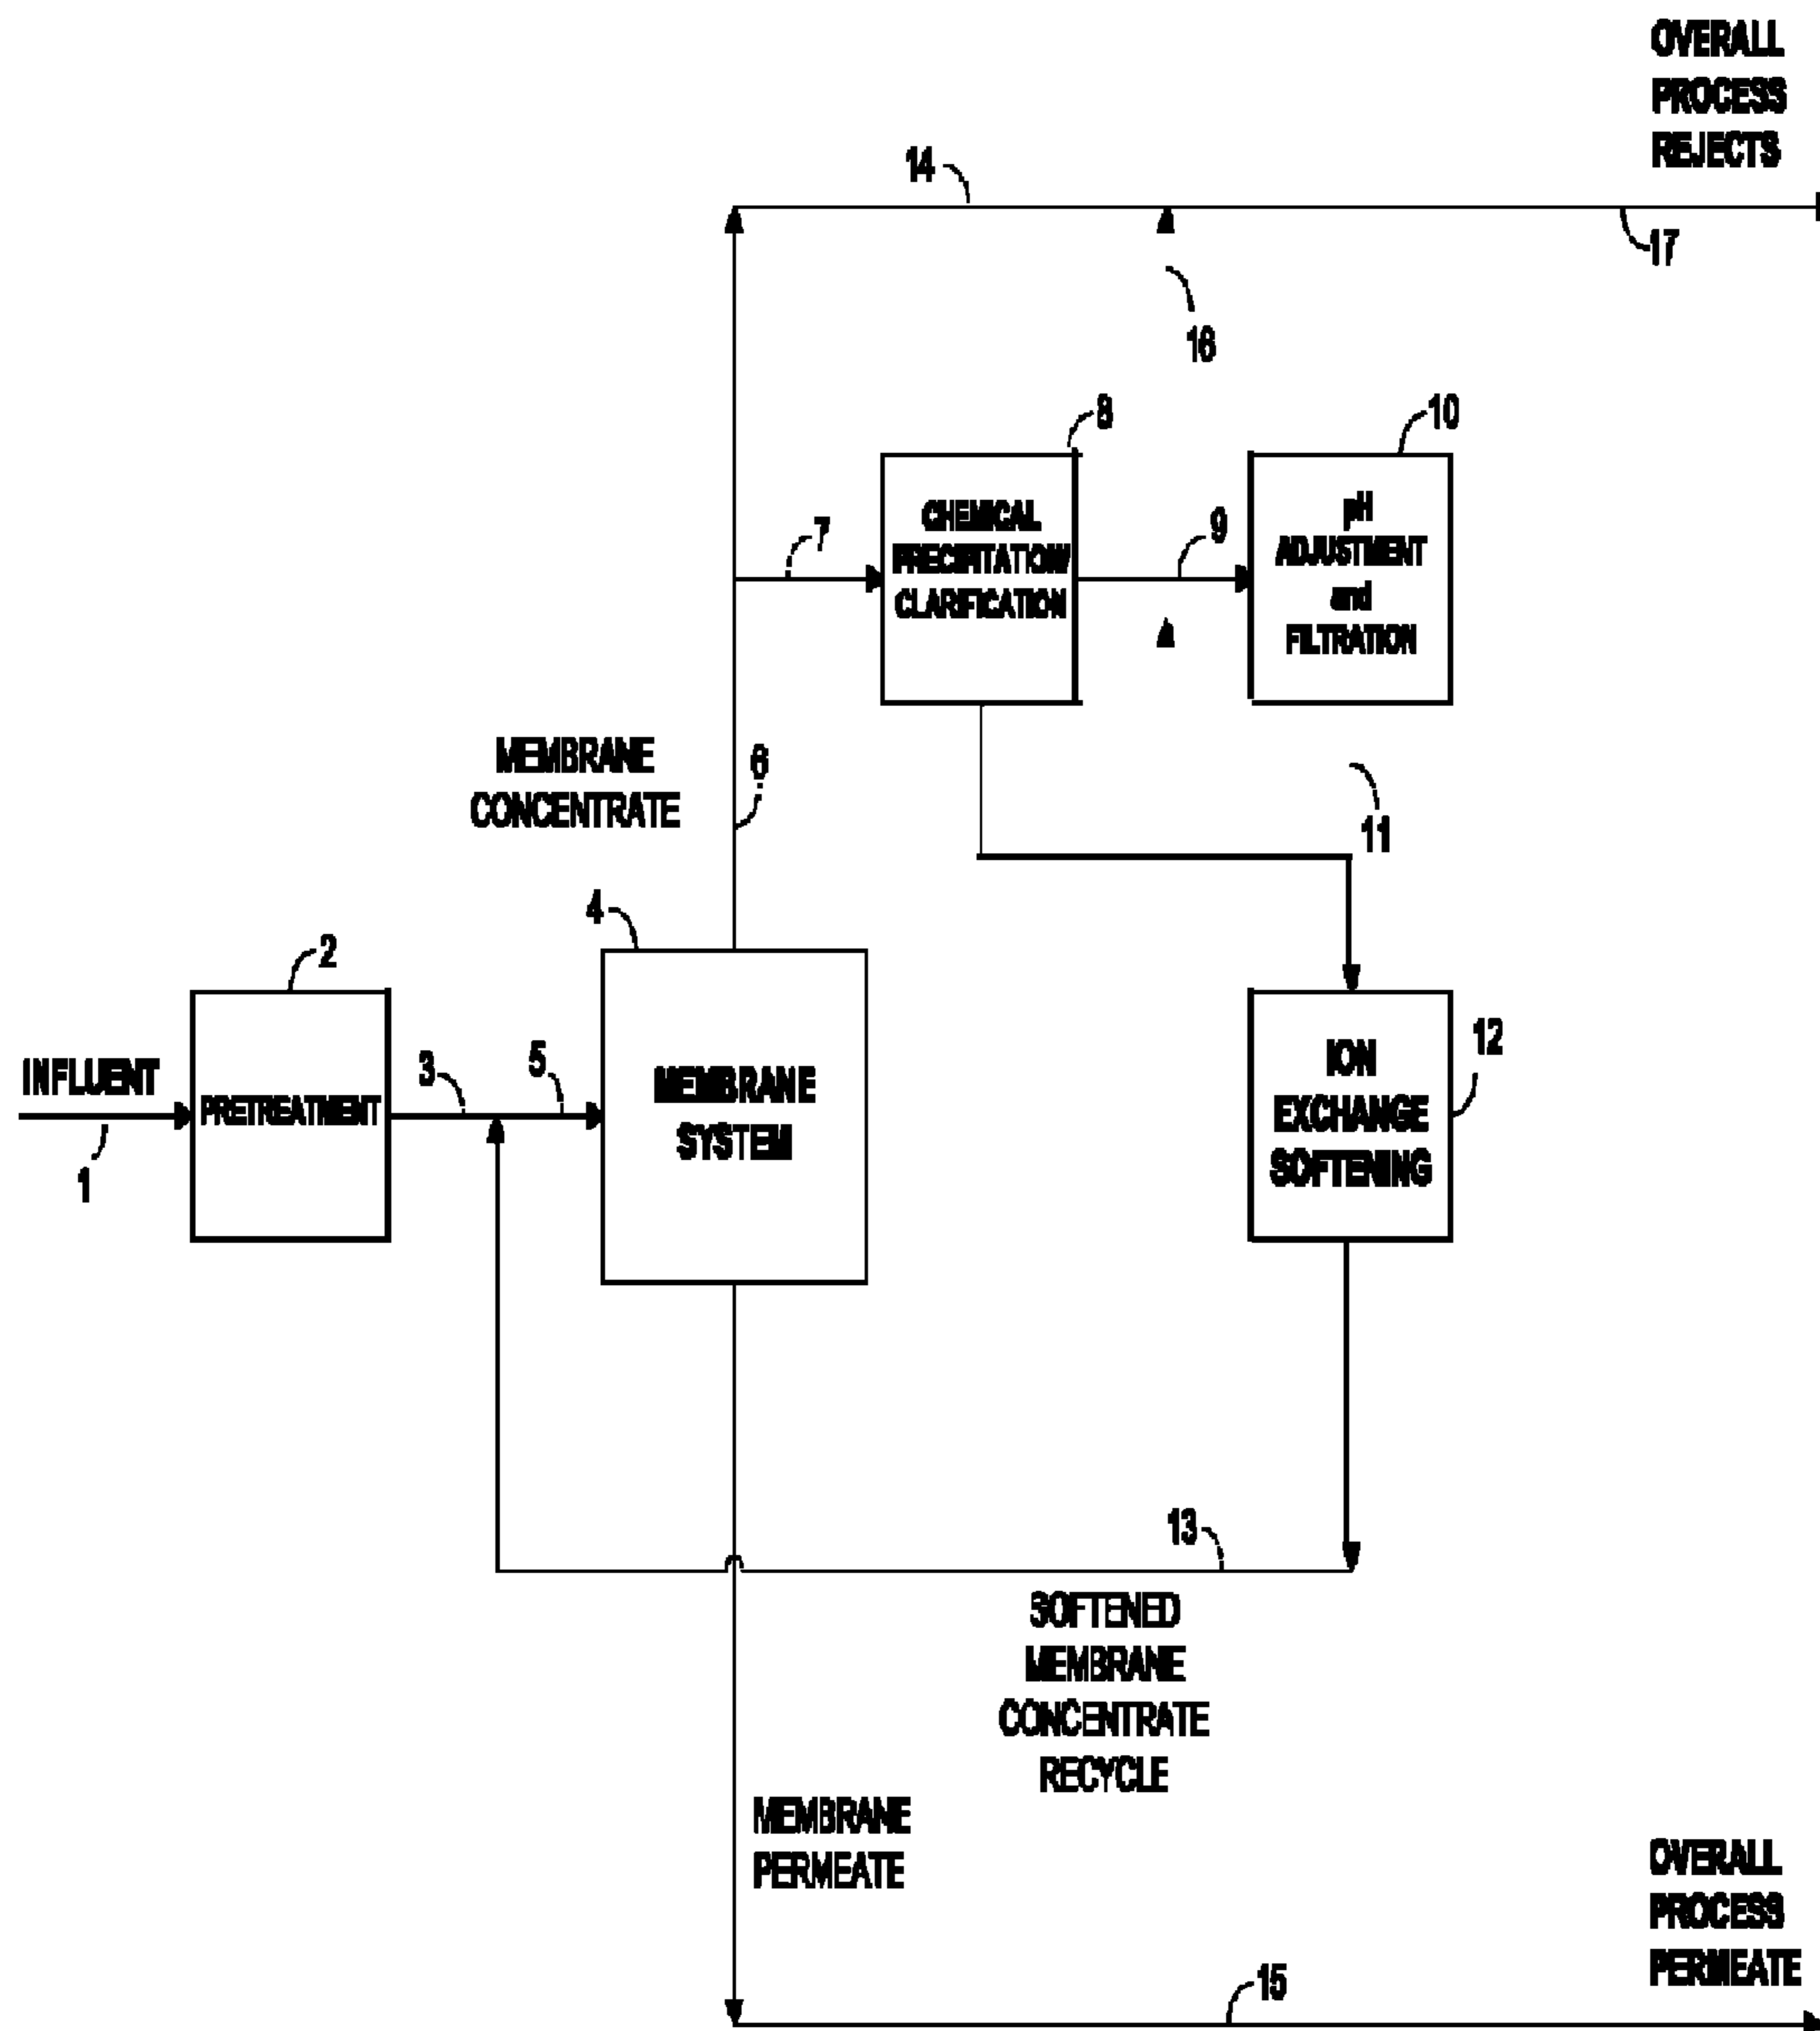 OVERALL
PROCESS
REJECTS
14
17
16
8
10
CHEMICAL
PRECIPITATION/
CLARIFICATION
pH
ADJUSTMENT
and
FILTRATION
7
9
MEMBRANE
CONCENTRATE
6
11
4
2
INFLUENT
1
PRETREATMENT
3
5
MEMBRANE
SYSTEM
ION
EXCHANGE
SOFTENING
12
13
SOFTENED
MEMBRANE
CONCENTRATE
RECYCLE
MEMBRANE
PERMEATE
OVERALL
PROCESS
PERMEATE
15